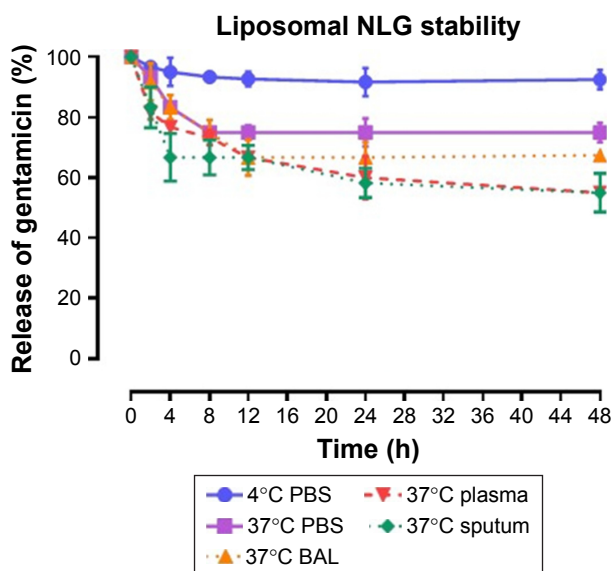 Liposomal NLG stability
Release of gentamicin (%)
100
80
60
40
20
0
0 4 8 12 16 20 24 28 32 36 40 44 48
Time (h)
4°C PBS
37°C plasma
37°C PBS
37°C sputum
37°C BAL